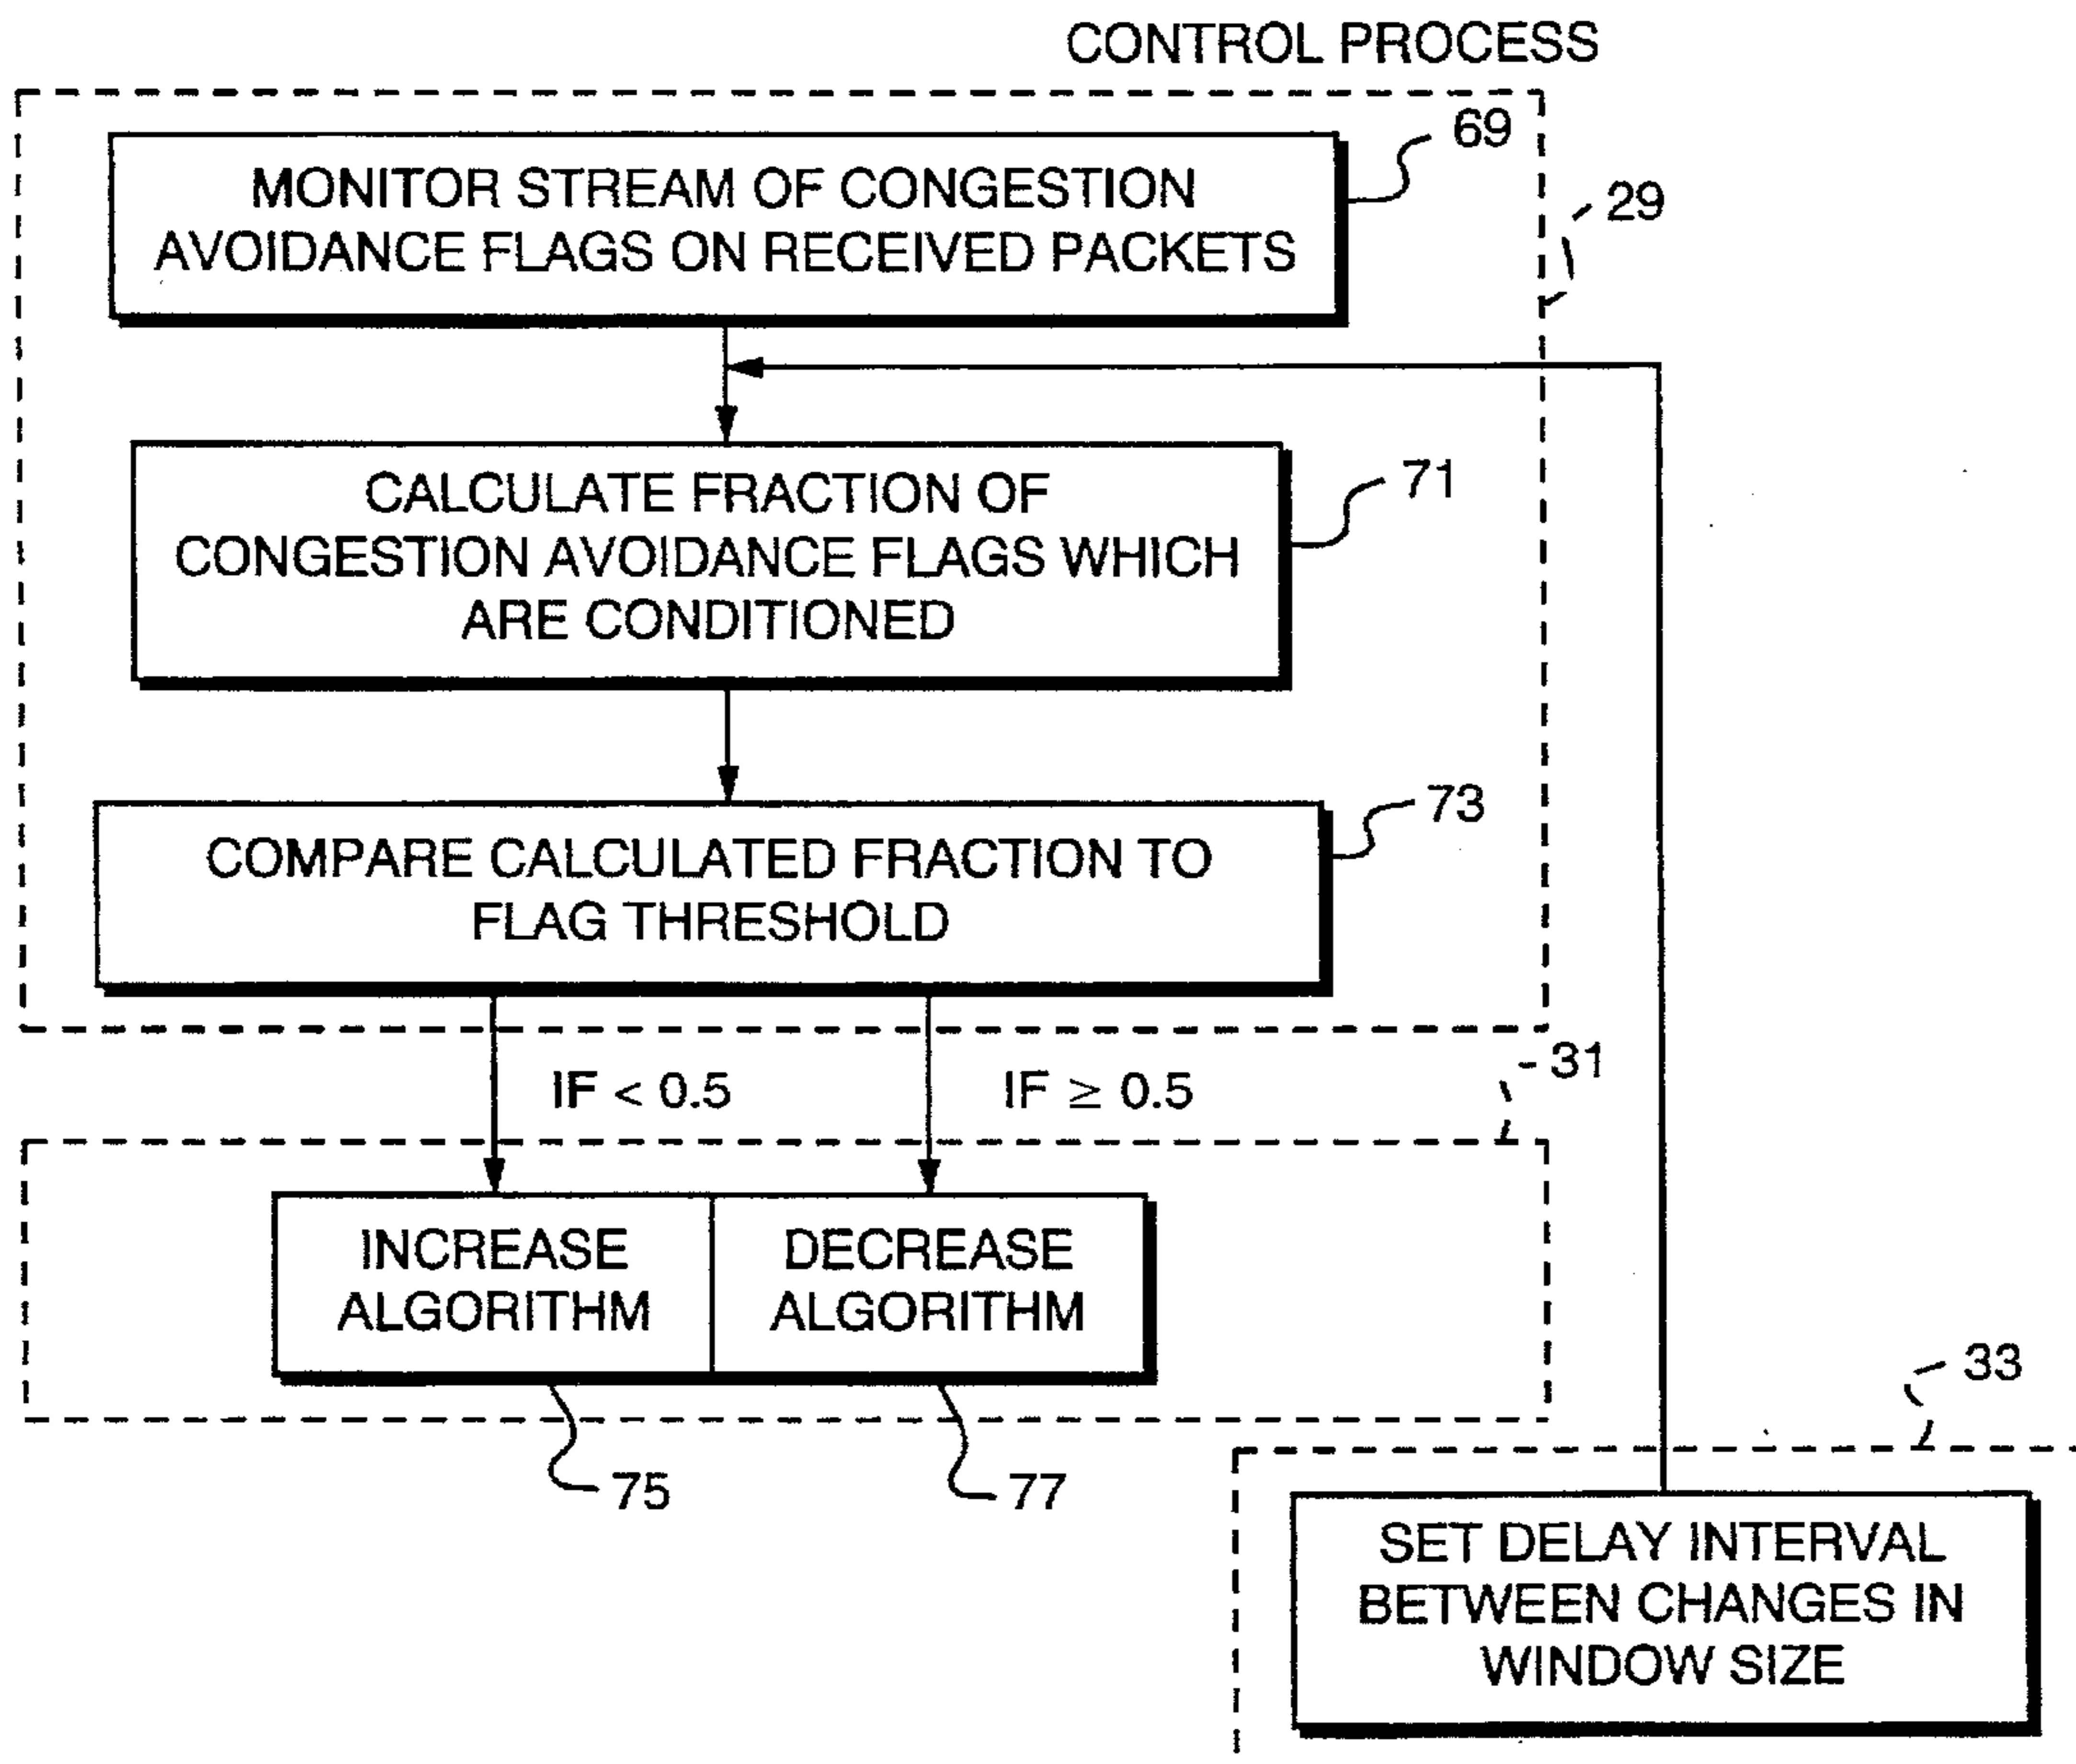 CONTROL PROCESS
69
MONITOR STREAM OF CONGESTION
AVOIDANCE FLAGS ON RECEIVED PACKETS
29
71
CALCULATE FRACTION OF
CONGESTION AVOIDANCE FLAGS WHICH
ARE CONDITIONED
73
COMPARE CALCULATED FRACTION TO
FLAG THRESHOLD
31
IF < 0.5
IF ≥ 0.5
INCREASE
ALGORITHM
DECREASE
ALGORITHM
75
77
33
SET DELAY INTERVAL
BETWEEN CHANGES IN
WINDOW SIZE